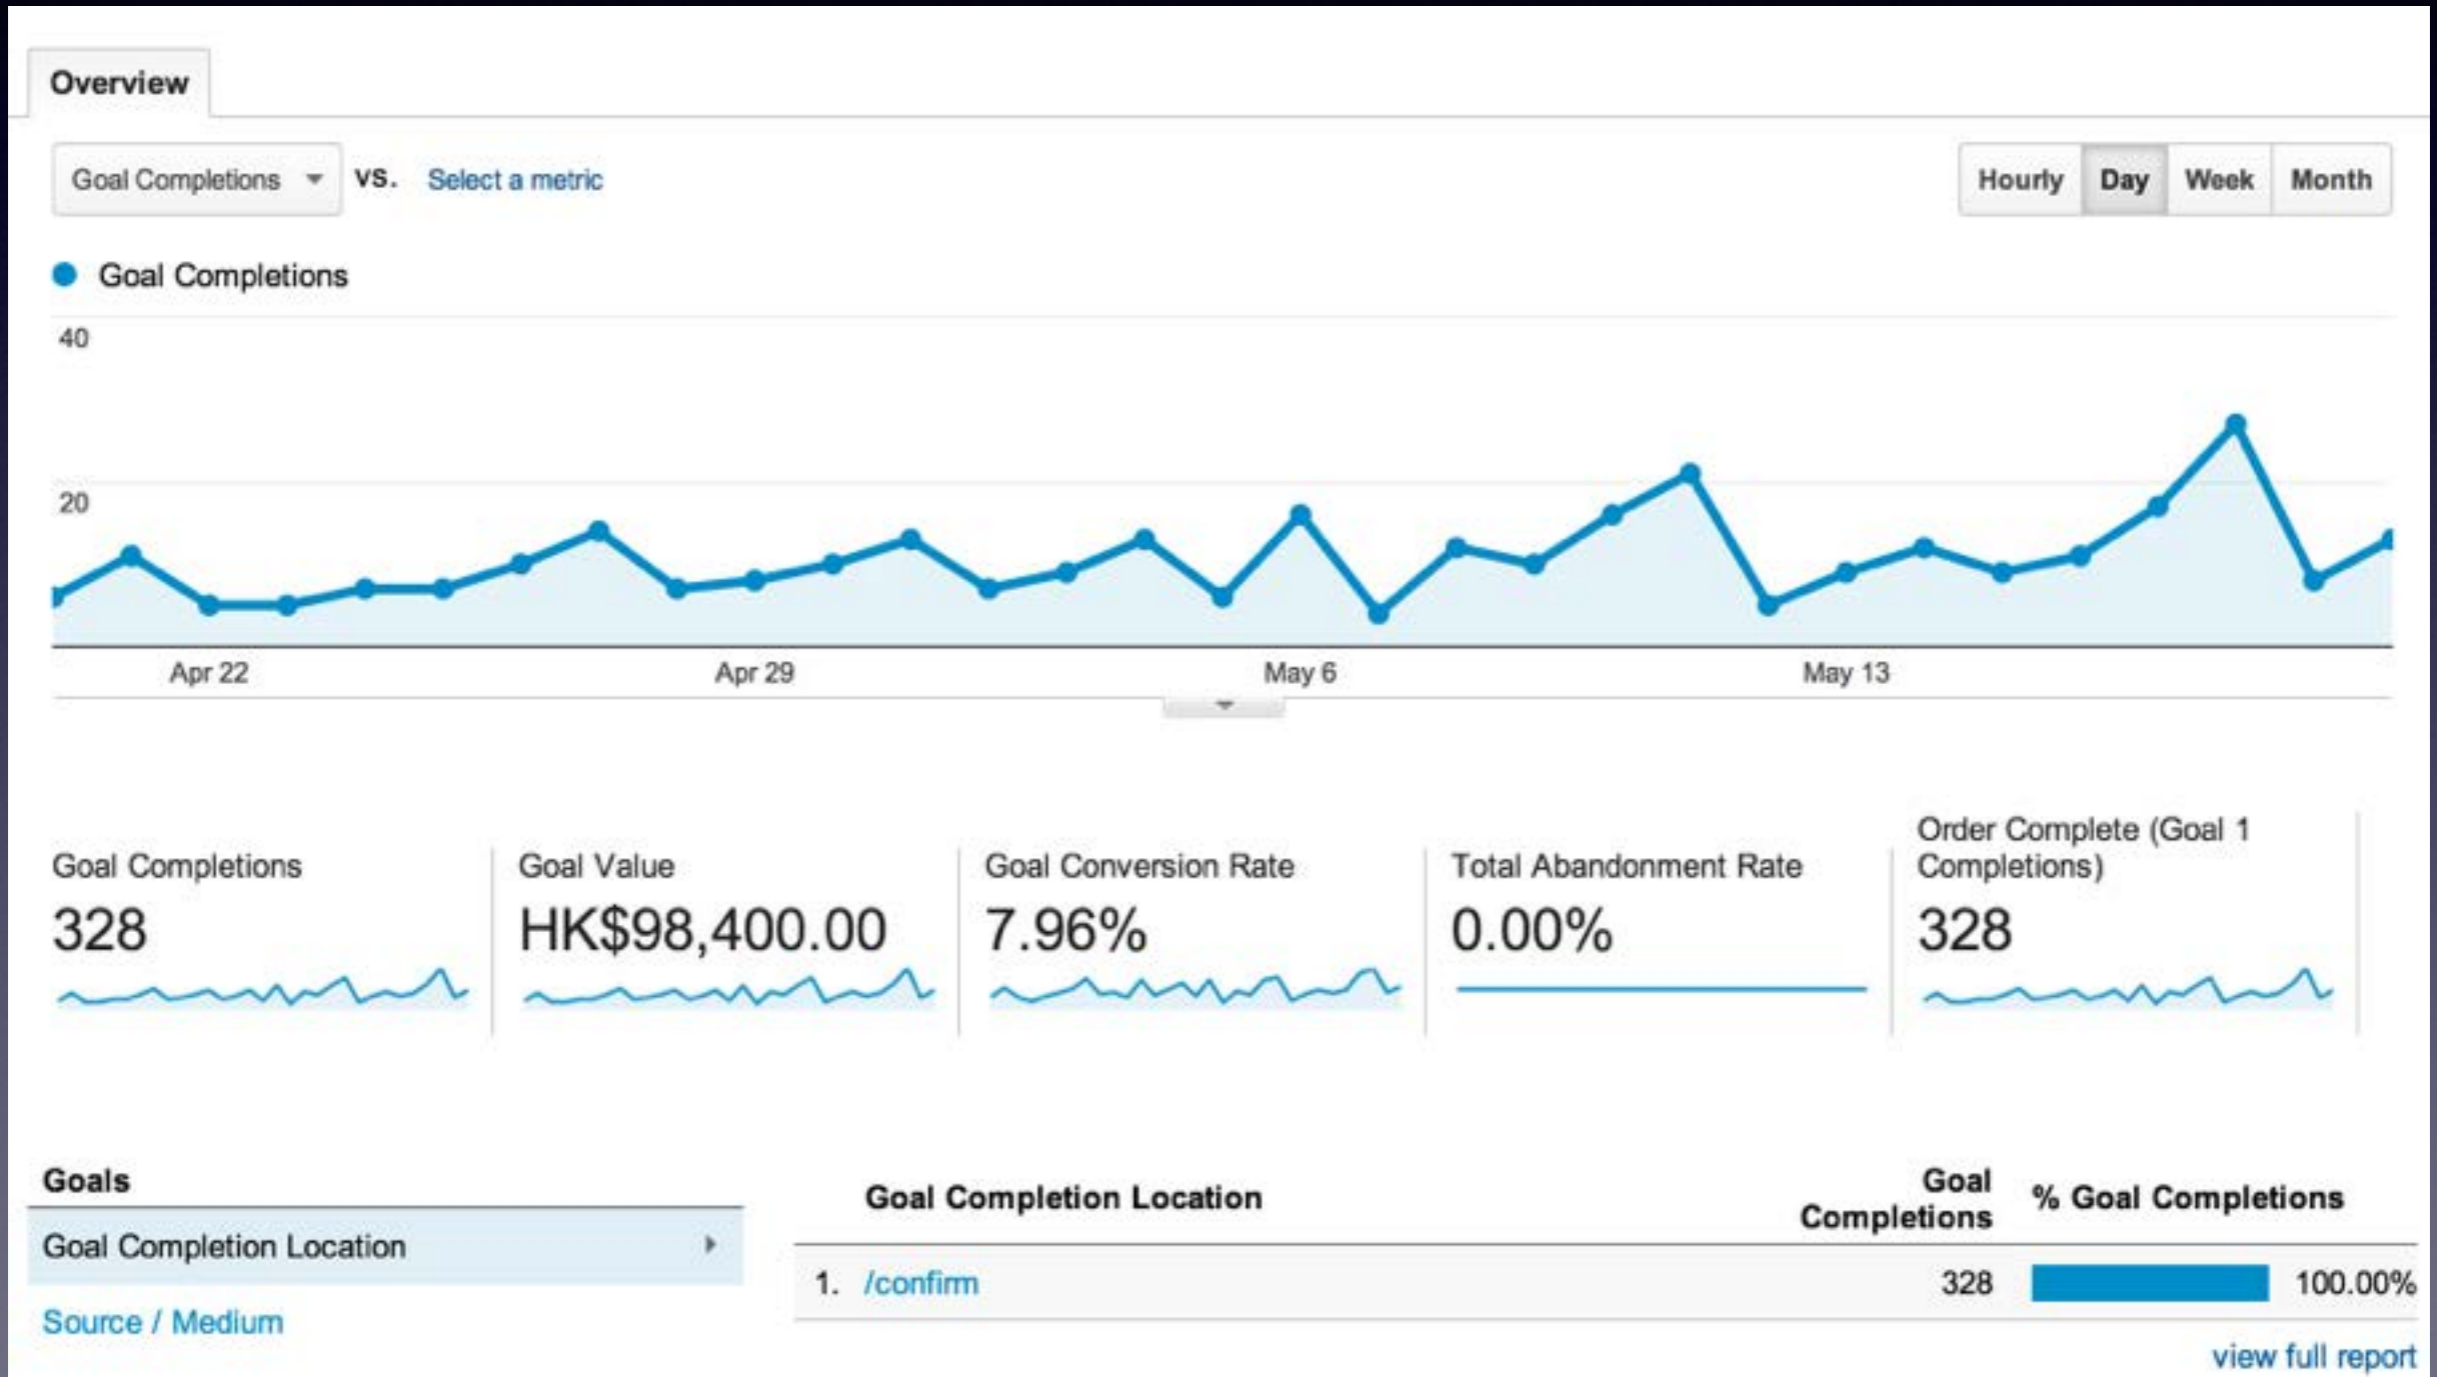 Overview
Goal Completions vs. Select a metric Hourly Day Week Month
Goal Completions
40
20
Apr 22 Apr 29 May 6 May 13
Goal Completions
328
Goal Value
HK$98,400.00
Goal Conversion Rate
7.96%
Total Abandonment Rate
0.00%
Order Complete (Goal 1
Completions)
328
Goals
Goal Completion Location
Source / Medium
Goal Completion Location
Goal
Completions
% Goal Completions
1. /confirm 328 100.00%
view full report